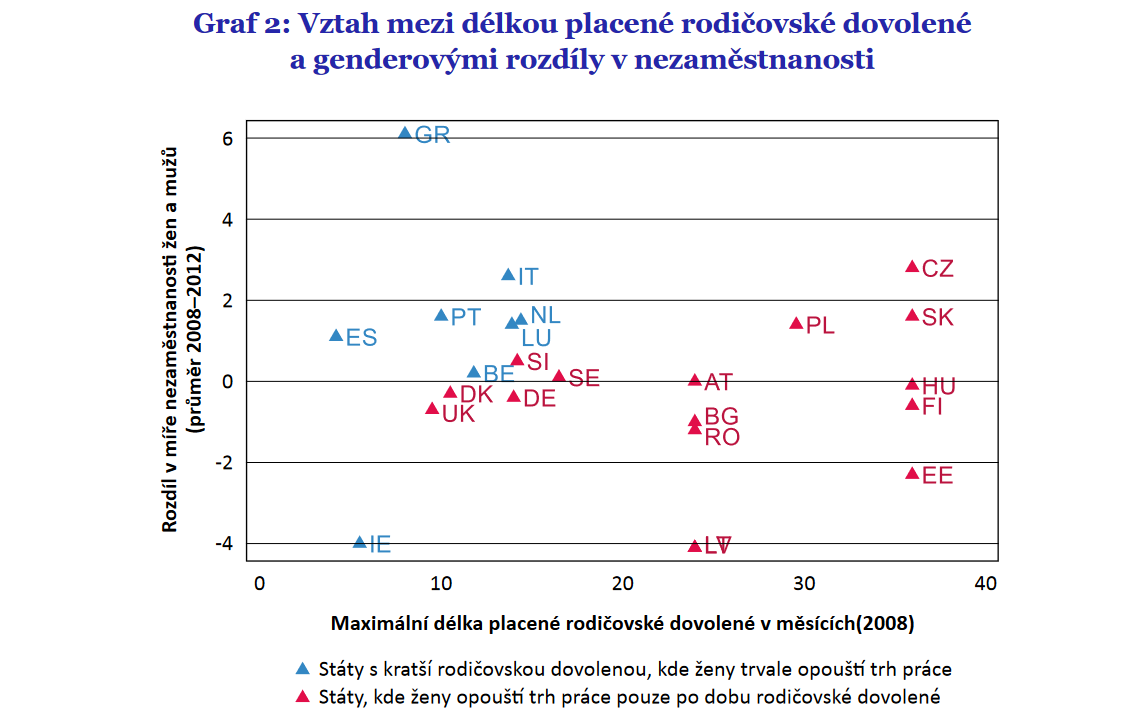 Graf 2: Vztah mezi délkou placené rodičovské dovolené
a genderovými rozdíly v nezaměstnanosti
Rozdíl v míře nezaměstnanosti žen a mužů
(průměr 2008–2012)
6
4
2
0
-2
-4
GR
IT
CZ
PT
NL
SK
ES
LU
PL
SI
BE
SE
AT
HU
DK
DE
FI
UK
BG
RO
EE
IE
0
10
20
30
40
Maximální délka placené rodičovské dovolené v měsících(2008)
Státy s kratší rodičovskou dovolenou, kde ženy trvale opouští trh práce
Státy, kde ženy opouští trh práce pouze po dobu rodičovské dovolené